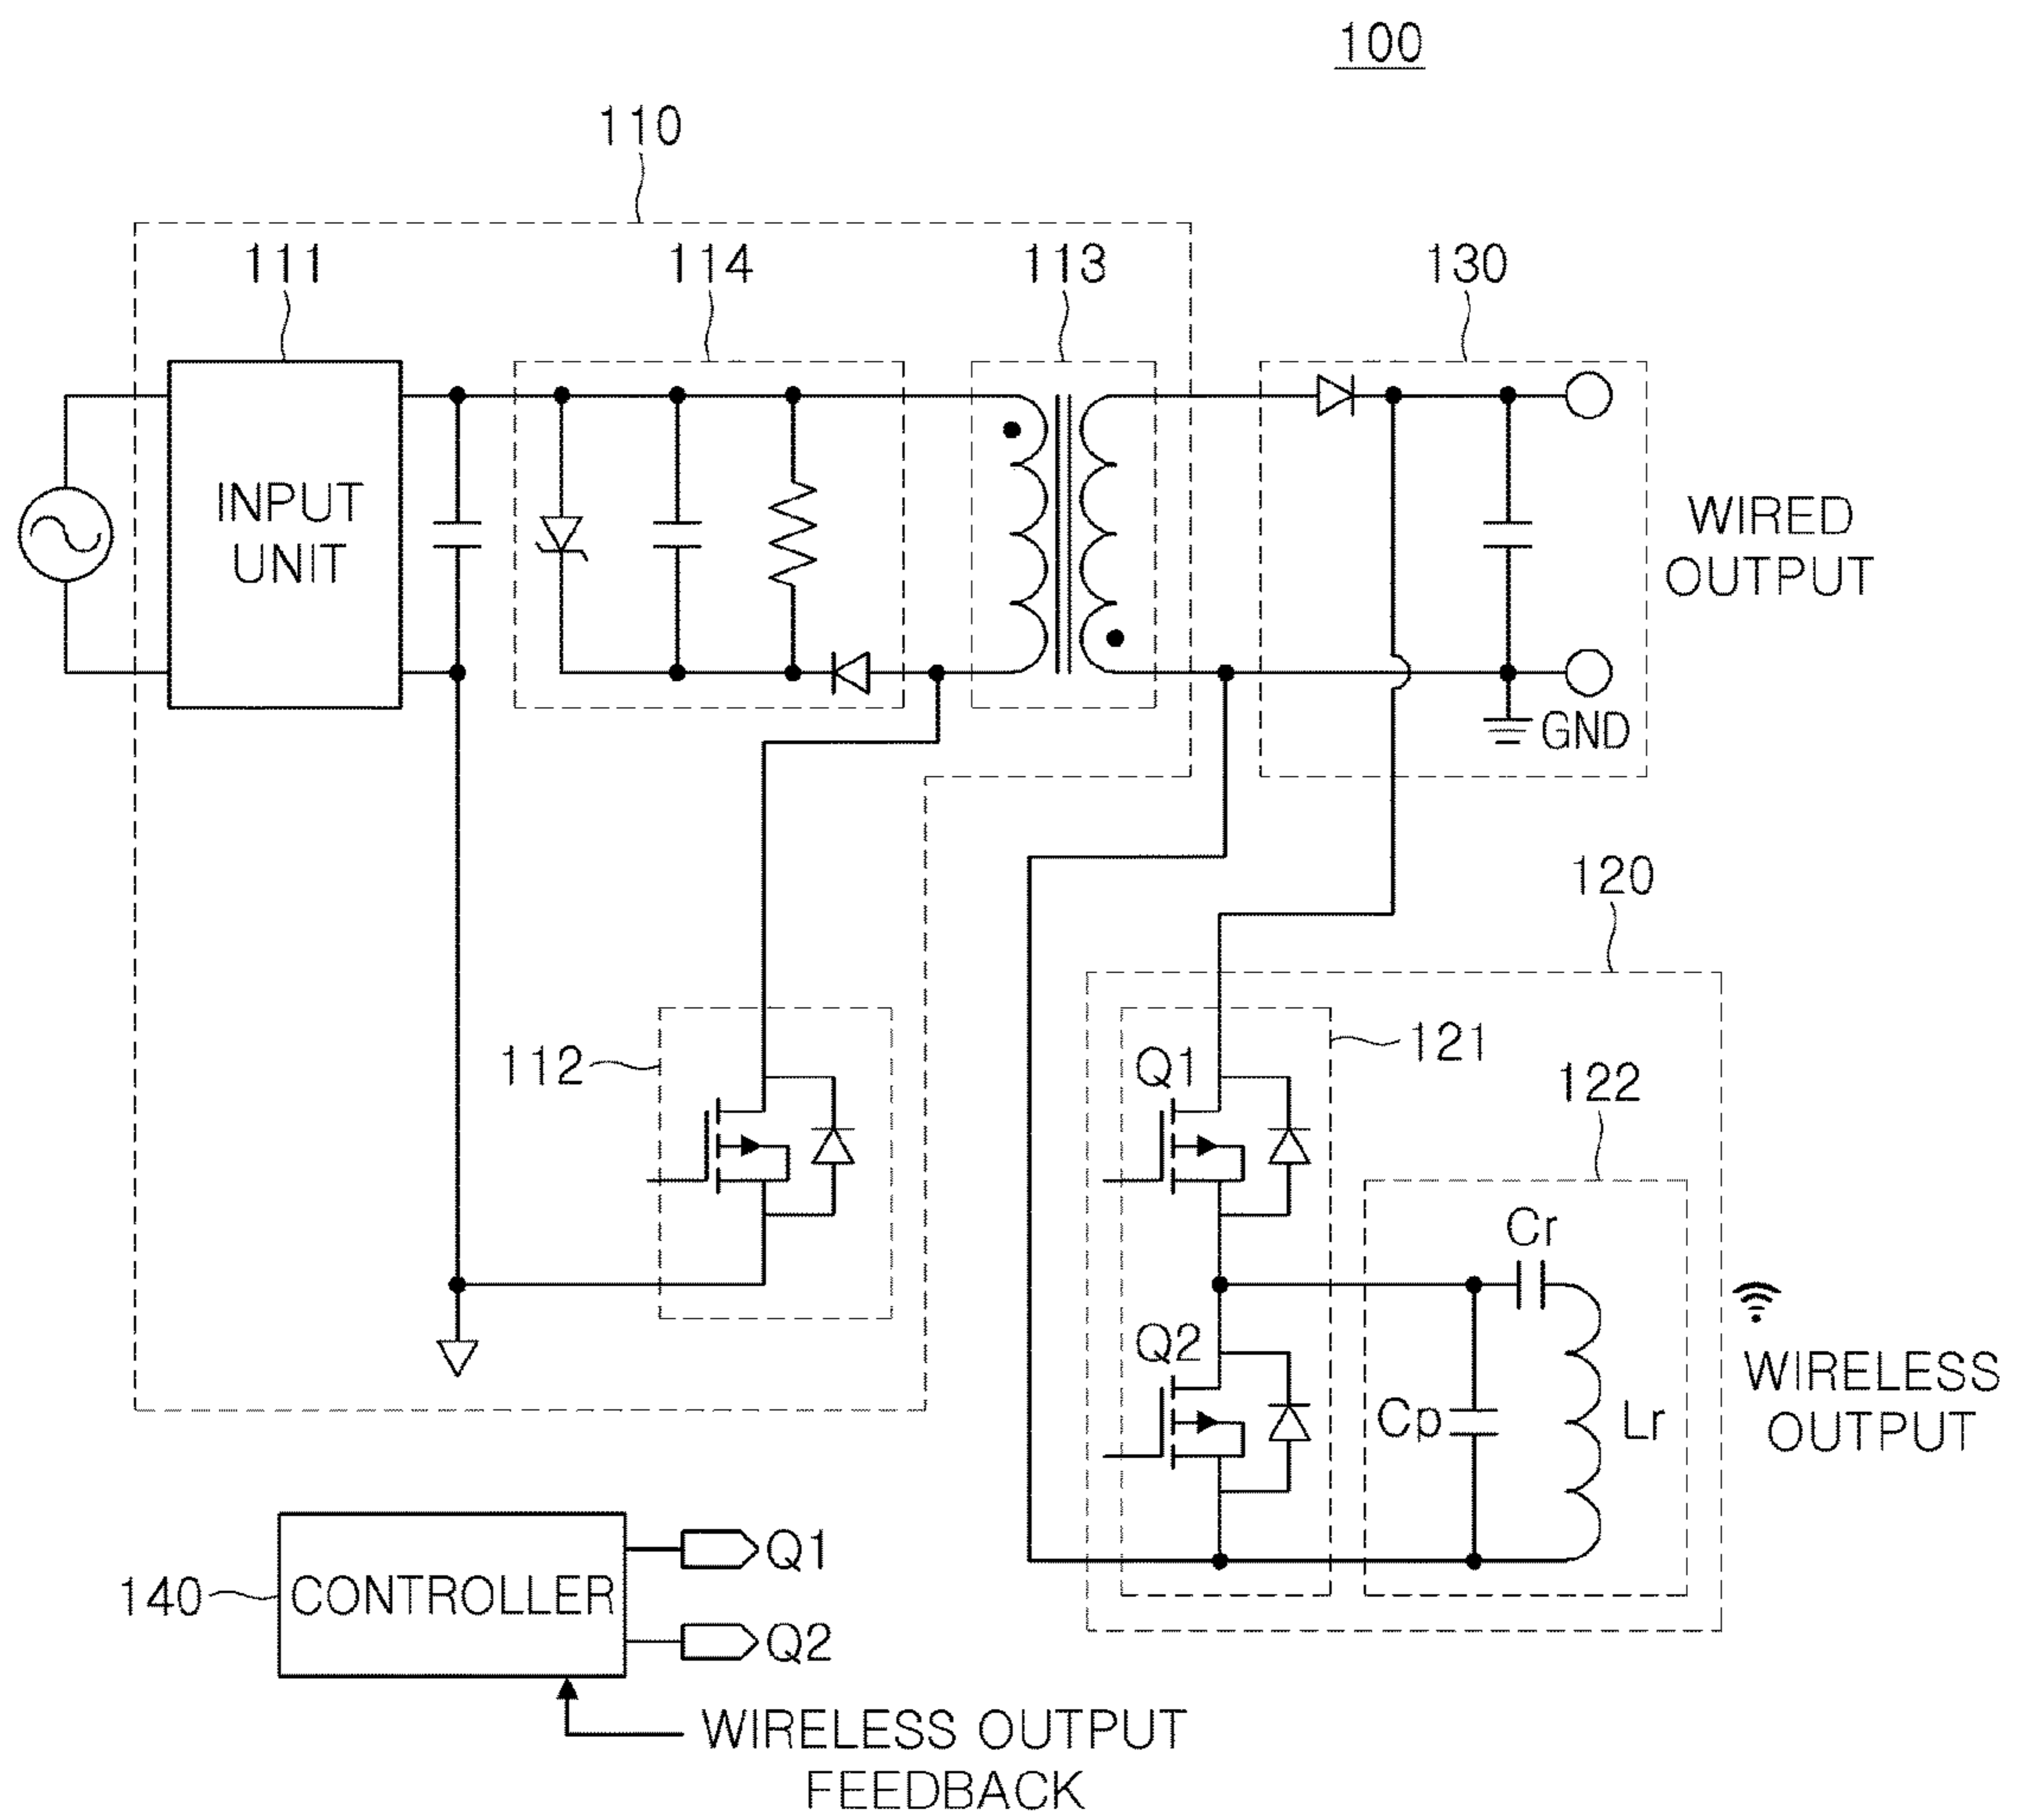 100
110
111
114
113
130
INPUT
UNIT
WIRED
OUTPUT
GND
120
112
Q1
121
122
Cr
Q2
Cp
Lr
WIRELESS
OUTPUT
140
CONTROLLER
Q1
Q2
WIRELESS OUTPUT
FEEDBACK